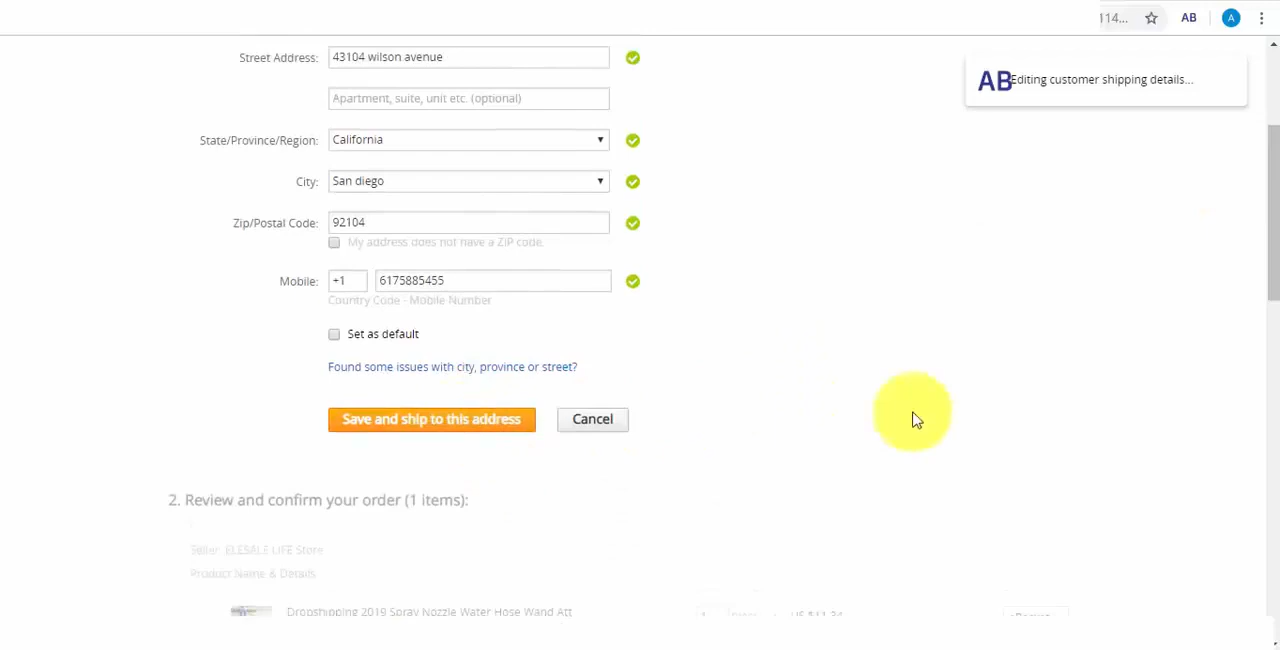 114...
AB
A
Street Address: 43104 wilson avenue
AB Editing customer shipping details...
Apartment, suite, unit etc. (optional)
State/Province/Region: California
City: San diego
Zip/Postal Code: 92104
My address does not have a ZIP code.
Mobile: +1 6175885455
Country Code - Mobile Number
Set as default
Found some issues with city, province or street?
Save and ship to this address
Cancel
2. Review and confirm your order (1 items):
Seller: ELESALE LIFE Store
Product Name & Details
Dropshipping 2019 Spray Nozzle Water Hose Wand Att
1
US $11.34